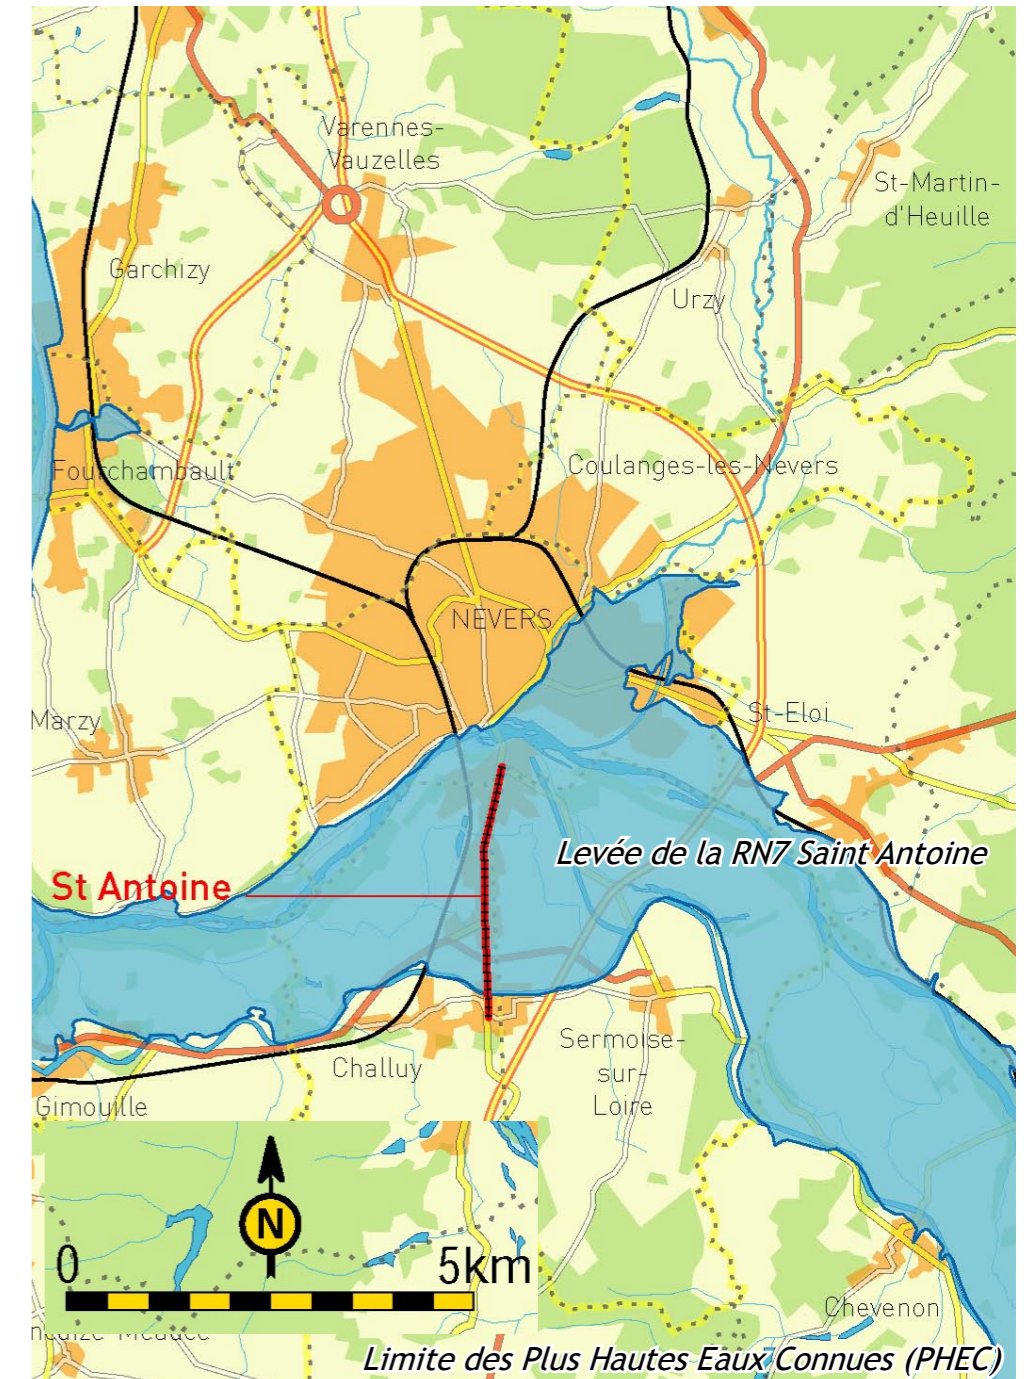 Varennes-
Vauzelles
St-Martin-
d'Heuille
Garchizy
Urzy
Fourchambault
Coulanges-les-Nevers
NEVERS
Marzy
St-Eloi
Levée de la RN7 Saint Antoine
St Antoine
Sermoise-
sur-
Loire
Challuy
Gimouille
N
0
5km
Chevenon
Limite des Plus Hautes Eaux Connues (PHEC)